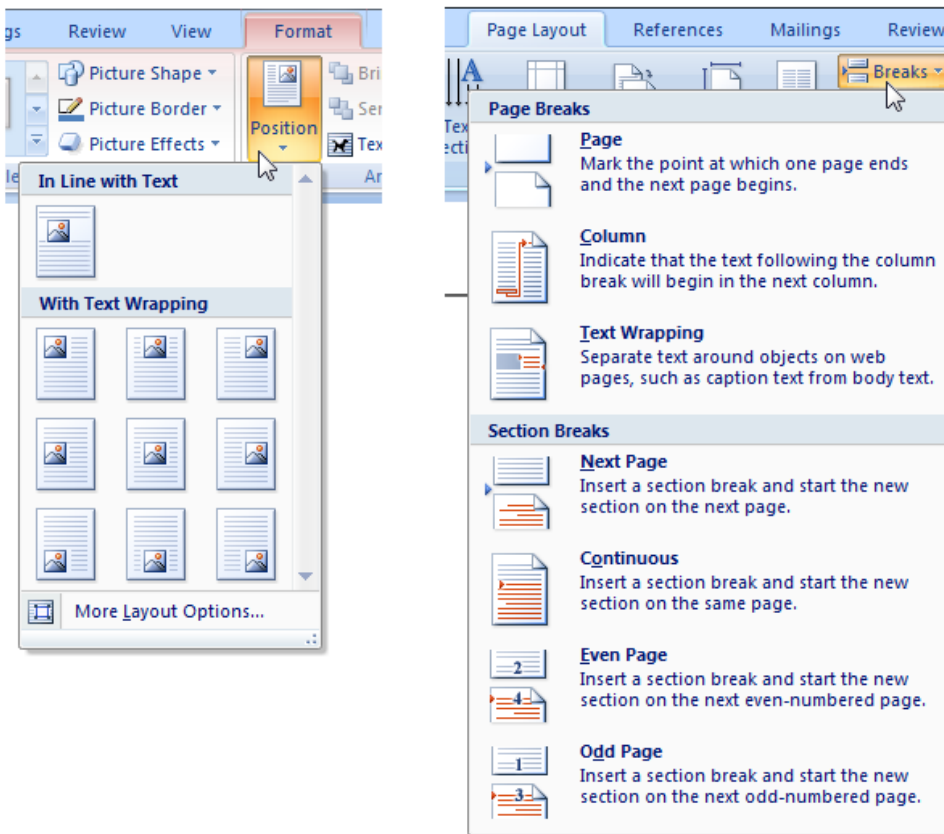 Review View Format
Picture Shape
Picture Border
Picture Effects
Position
In Line with Text
With Text Wrapping
More Layout Options...
Page Layout References Mailings Review
Breaks
Page Breaks
Page
Mark the point at which one page ends
and the next page begins.
Column
Indicate that the text following the column
break will begin in the next column.
Text Wrapping
Separate text around objects on web
pages, such as caption text from body text.
Section Breaks
Next Page
Insert a section break and start the new
section on the next page.
Continuous
Insert a section break and start the new
section on the same page.
2
Even Page
Insert a section break and start the new
4
section on the next even-numbered page.
1
Odd Page
Insert a section break and start the new
3
section on the next odd-numbered page.